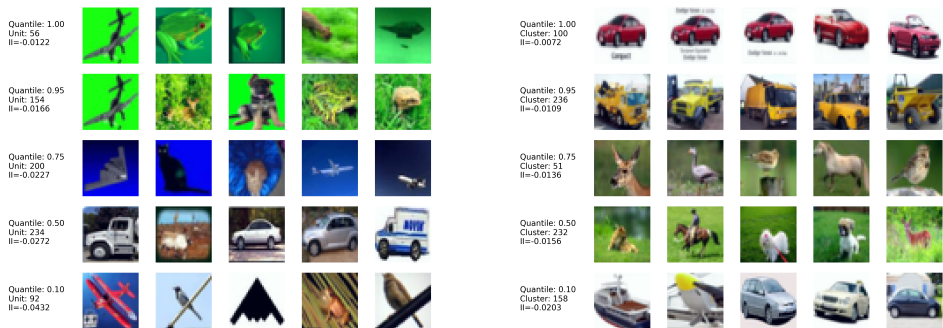 Quantile: 1.00
Unit: 56
II=-0.0122
Quantile: 0.95
Unit: 154
II=-0.0166
Quantile: 0.75
Unit: 200
II=-0.0227
Quantile: 0.50
Unit: 234
II=-0.0272
Quantile: 0.10
Unit: 92
II=-0.0432
Quantile: 1.00
Cluster: 100
II=-0.0072
Compact
Quantile: 0.95
Cluster: 236
II=-0.0109
Quantile: 0.75
Cluster: 51
II=-0.0136
Quantile: 0.50
Cluster: 232
II=-0.0156
Quantile: 0.10
Cluster: 158
II=-0.0203